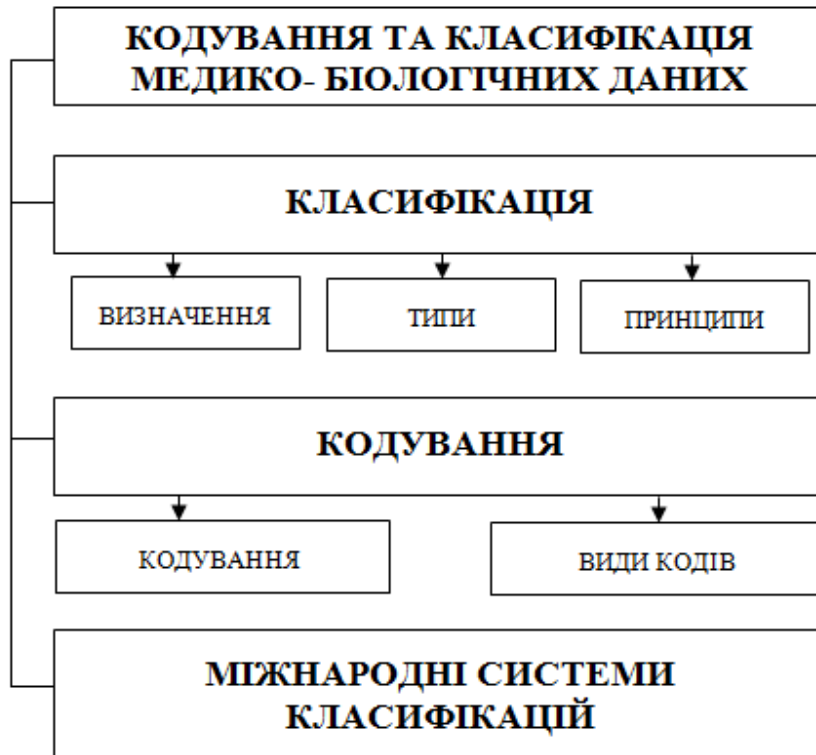 КОДУВАННЯ ТА КЛАСИФІКАЦІЯ
МЕДИКО- БІОЛОГІЧНИХ ДАНИХ
КЛАСИФІКАЦІЯ
ВИЗНАЧЕННЯ
ТИПИ
ПРИНЦИПИ
КОДУВАННЯ
КОДУВАННЯ
ВИДИ КОДІВ
МІЖНАРОДНІ СИСТЕМИ
КЛАСИФІКАЦІЙ